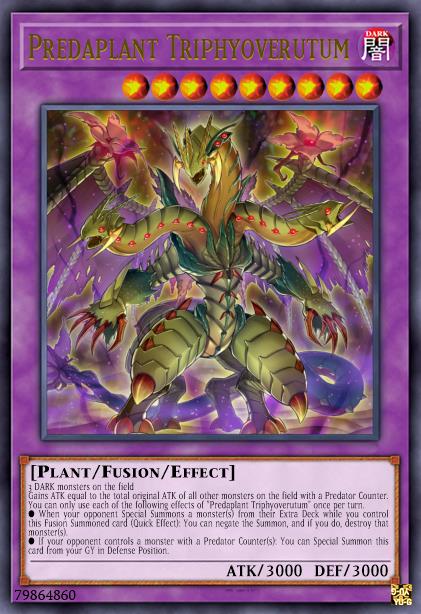 PREDAPLANT TRIPHYOVERUTUM
DARK
闇
[PLANT/FUSION/EFFECT]
3 DARK monsters on the field
Gains ATK equal to the total original ATK of all other monsters on the field with a Predator Counter.
You can only use each of the following effects of "Predaplant Triphyoverutum" once per turn.
● When your opponent Special Summons a monster(s) from their Extra Deck while you control
this Fusion Summoned card (Quick Effect): You can negate the Summon, and if you do, destroy that
monster(s).
● If your opponent controls a monster with a Predator Counter(s): You can Special Summon this
card from your GY in Defense Position.
ATK/3000 DEF/3000
79864860